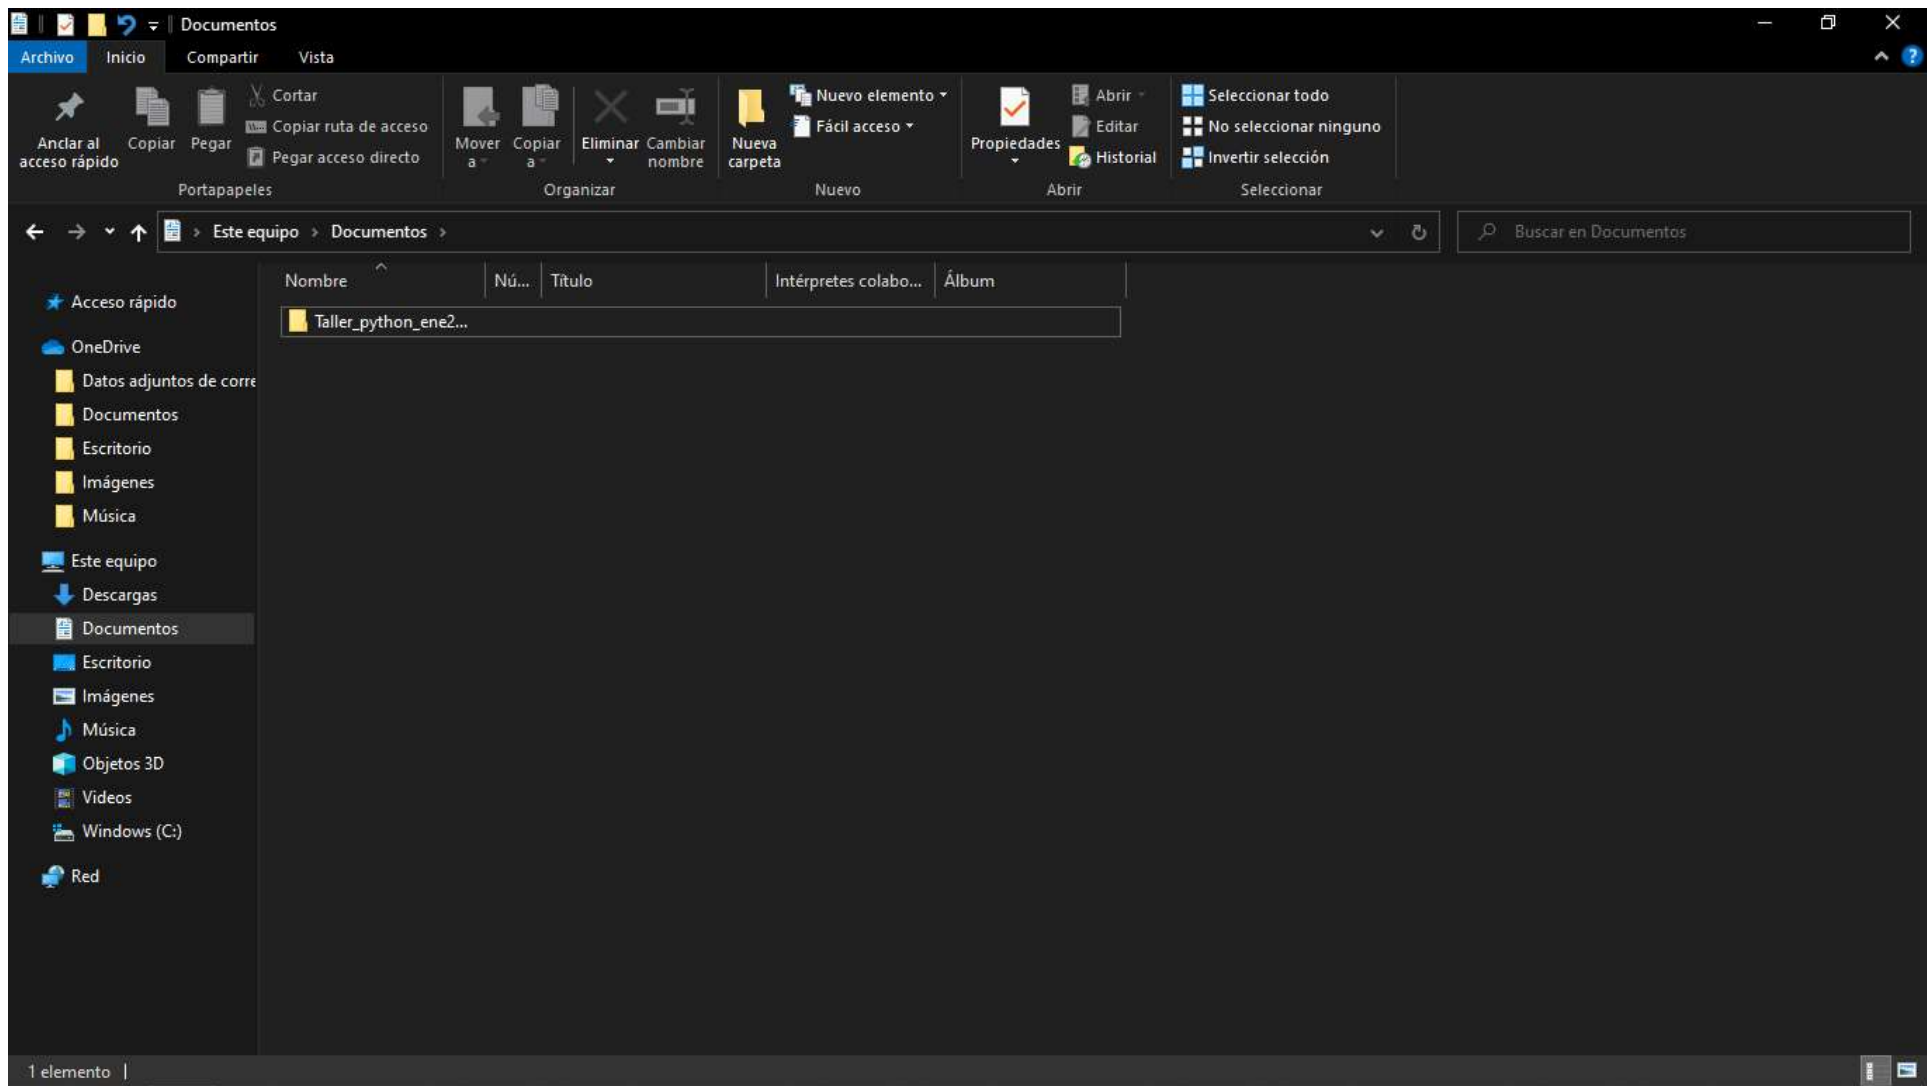 Documentos
Archivo Inicio Compartir Vista
Anclar al acceso rápido
Copiar
Pegar
Cortar
Copiar ruta de acceso
Pegar acceso directo
Portapapeles
Mover a
Copiar a
Eliminar
Cambiar nombre
Organizar
Nueva carpeta
Nuevo elemento
Fácil acceso
Nuevo
Propiedades
Abrir
Editar
Historial
Abrir
Seleccionar todo
No seleccionar ninguno
Invertir selección
Seleccionar
Este equipo > Documentos >
Buscar en Documentos
Nombre Nú... Título Intérpretes colabo... Álbum
Taller_python_ene2...
Acceso rápido
OneDrive
Datos adjuntos de corre
Documentos
Escritorio
Imágenes
Música
Este equipo
Descargas
Documentos
Escritorio
Imágenes
Música
Objetos 3D
Videos
Windows (C:)
Red
1 elemento